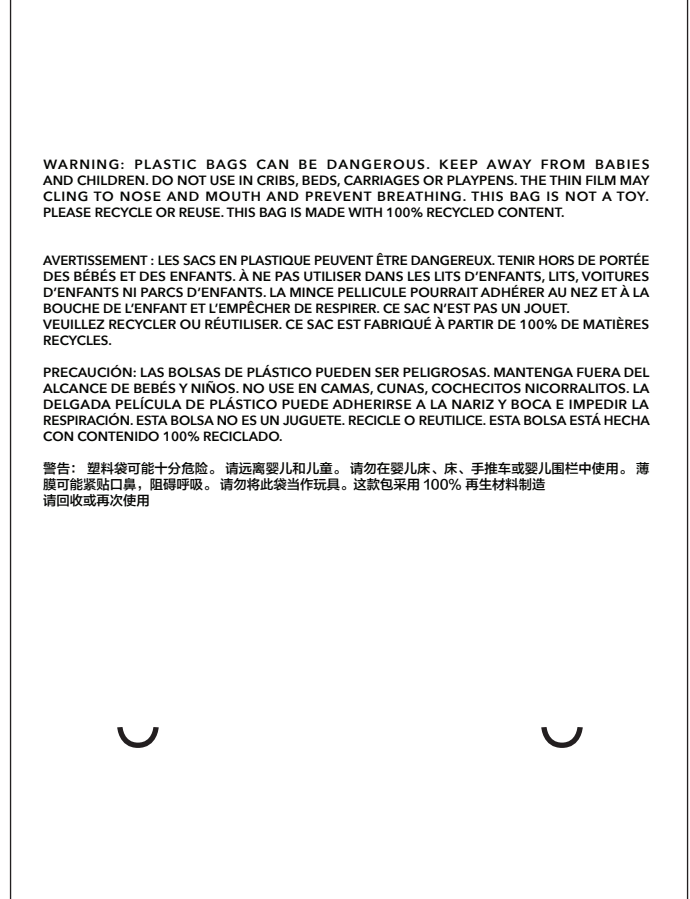 WARNING: PLASTIC BAGS CAN BE DANGEROUS. KEEP AWAY FROM BABIES
AND CHILDREN. DO NOT USE IN CRIBS, BEDS, CARRIAGES OR PLAYPENS. THE THIN FILM MAY
CLING TO NOSE AND MOUTH AND PREVENT BREATHING. THIS BAG IS NOT A TOY.
PLEASE RECYCLE OR REUSE. THIS BAG IS MADE WITH 100% RECYCLED CONTENT.
AVERTISSEMENT : LES SACS EN PLASTIQUE PEUVENT ÊTRE DANGEREUX. TENIR HORS DE PORTÉE
DES BÉBÉS ET DES ENFANTS. À NE PAS UTILISER DANS LES LITS D'ENFANTS, LITS, VOITURES
D'ENFANTS NI PARCS D'ENFANTS. LA MINCE PELLICULE POURRAIT ADHÉRER AU NEZ ET À LA
BOUCHE DE L'ENFANT ET L'EMPÊCHER DE RESPIRER. CE SAC N'EST PAS UN JOUET.
VEUILLEZ RECYCLER OU RÉUTILISER. CE SAC EST FABRIQUÉ À PARTIR DE 100% DE MATIÈRES
RECYCLES.
PRECAUCIÓN: LAS BOLSAS DE PLÁSTICO PUEDEN SER PELIGROSAS. MANTENGA FUERA DEL
ALCANCE DE BEBÉS Y NIÑOS. NO USE EN CAMAS, CUNAS, COCHECITOS NICORRALITOS. LA
DELGADA PELÍCULA DE PLÁSTICO PUEDE ADHERIRSE A LA NARIZ Y BOCA E IMPEDIR LA
RESPIRACIÓN. ESTA BOLSA NO ES UN JUGUETE. RECICLE O REUTILICE. ESTA BOLSA ESTÁ HECHA
CON CONTENIDO 100% RECICLADO.
警告： 塑料袋可能十分危险。 请远离婴儿和儿童。 请勿在婴儿床、床、手推车或婴儿围栏中使用。 薄
膜可能紧贴口鼻，阻碍呼吸。 请勿将此袋当作玩具。这款包采用 100% 再生材料制造
请回收或再次使用